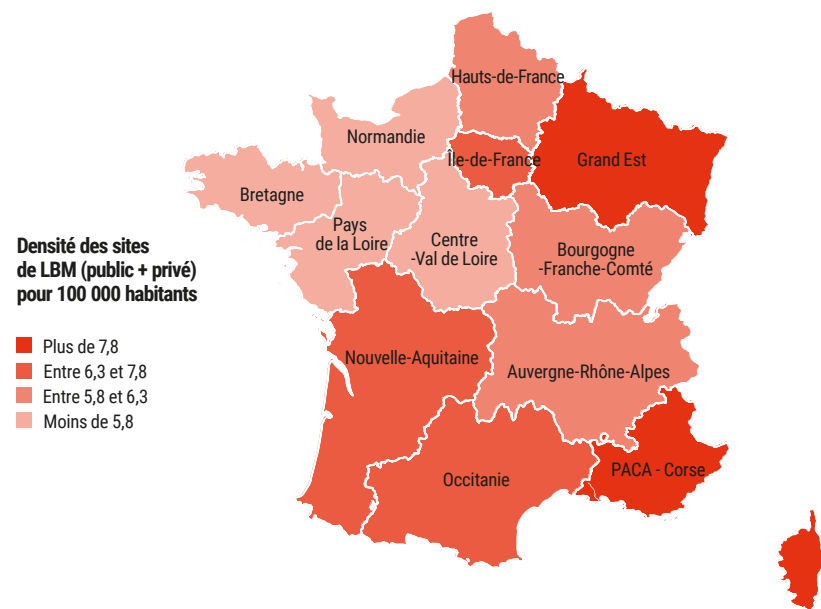 Hauts-de-France
Normandie
Île-de-France
Grand Est
Bretagne
Pays
de la Loire
Centre
-Val de Loire
Bourgogne
-Franche-Comté
Densité des sites
de LBM (public + privé)
pour 100 000 habitants
Plus de 7,8
Entre 6,3 et 7,8
Entre 5,8 et 6,3
Moins de 5,8
Nouvelle-Aquitaine
Auvergne-Rhône-Alpes
Occitanie
PACA - Corse